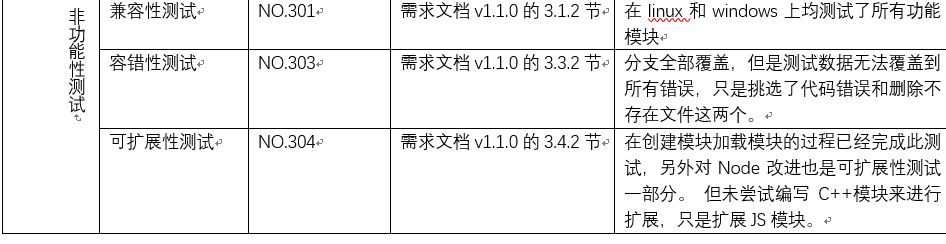 非功能性测试
兼容性测试 NO.301 需求文档 v1.1.0 的 3.1.2 节 在 linux 和 windows 上均测试了所有功能
模块
容错性测试 NO.303 需求文档 v1.1.0 的 3.3.2 节 分支全部覆盖，但是测试数据无法覆盖到
所有错误，只是挑选了代码错误和删除不
存在文件这两个。
可扩展性测试 NO.304 需求文档 v1.1.0 的 3.4.2 节 在创建模块加载模块的过程已经完成此测
试，另外对 Node 改进也是可扩展性测试
一部分。 但未尝试编写 C++模块来进行
扩展，只是扩展 JS 模块。